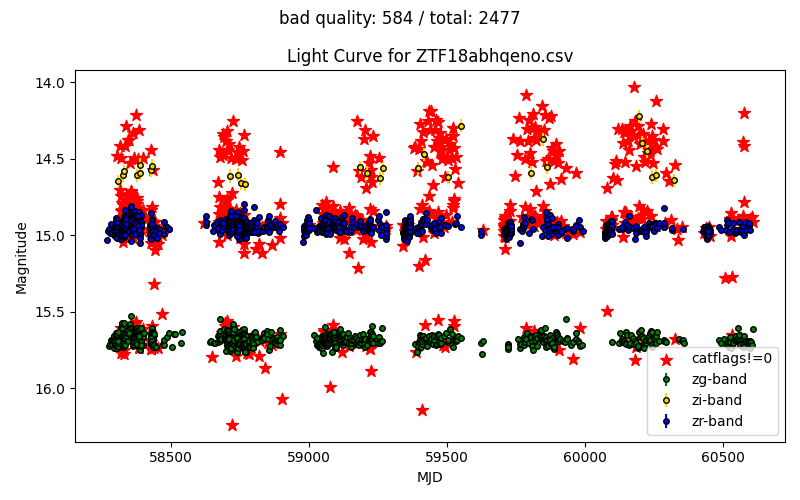 bad quality: 584 / total: 2477
Light Curve for ZTF18abhqeno.csv
14.0
14.5
15.0
15.5
16.0
Magnitude
catflags!=0
zg-band
zi-band
zr-band
58500
59000
59500
60000
60500
MJD